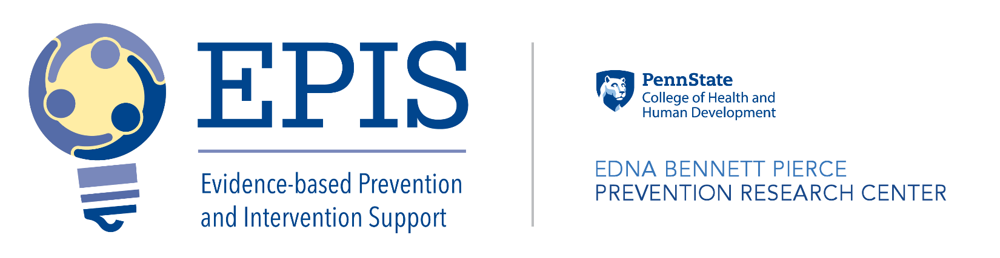 EPIS
Evidence-based Prevention
and Intervention Support
PennState
College of Health and
Human Development
EDNA BENNETT PIERCE
PREVENTION RESEARCH CENTER